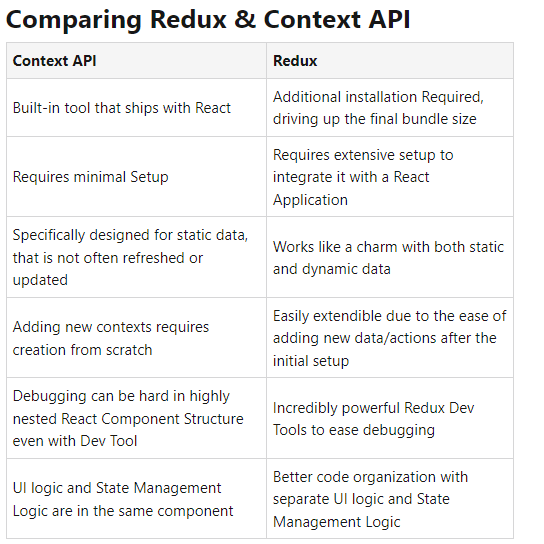 Comparing Redux & Context API
Context API
Redux
Built-in tool that ships with React
Additional installation Required,
driving up the final bundle size
Requires minimal Setup
Requires extensive setup to
integrate it with a React
Application
Specifically designed for static data,
that is not often refreshed or
updated
Works like a charm with both static
and dynamic data
Adding new contexts requires
creation from scratch
Easily extendible due to the ease of
adding new data/actions after the
initial setup
Debugging can be hard in highly
nested React Component Structure
even with Dev Tool
Incredibly powerful Redux Dev
Tools to ease debugging
UI logic and State Management
Logic are in the same component
Better code organization with
separate UI logic and State
Management Logic